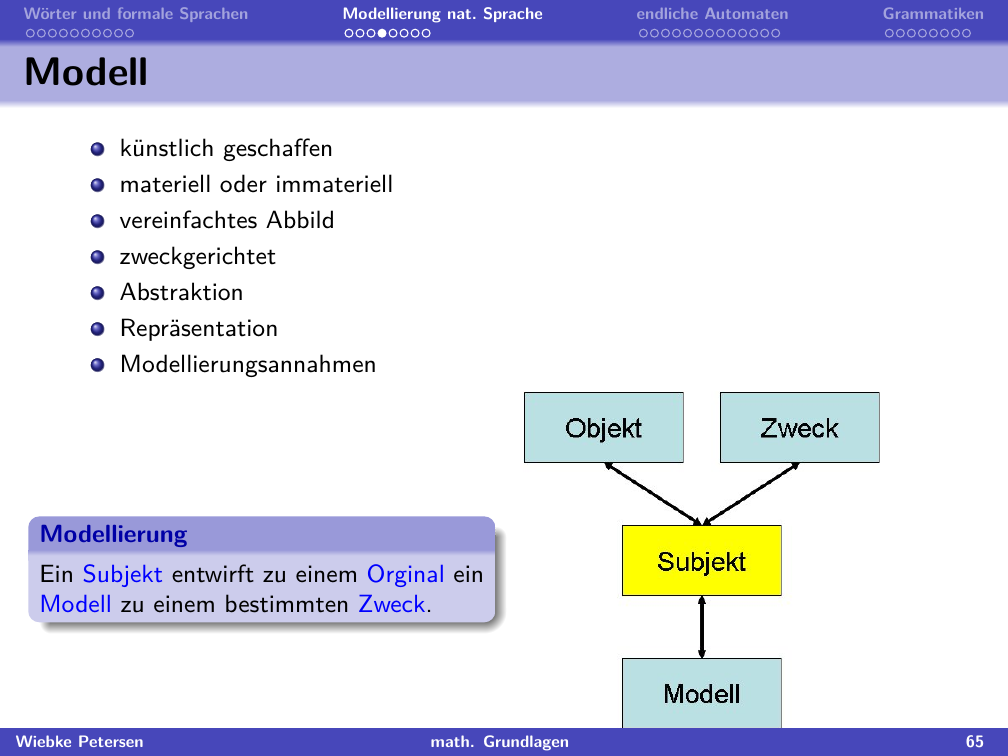 Wörter und formale Sprachen Modellierung nat. Sprache endliche Automaten Grammatiken
Modell
künstlich geschaffen
materiell oder immateriell
vereinfachtes Abbild
zweckgerichtet
Abstraktion
Repräsentation
Modellierungsannahmen
Objekt Zweck
Subjekt
Modell
Modellierung
Ein Subjekt entwirft zu einem Orginal ein
Modell zu einem bestimmten Zweck.
Wiebke Petersen math. Grundlagen 65